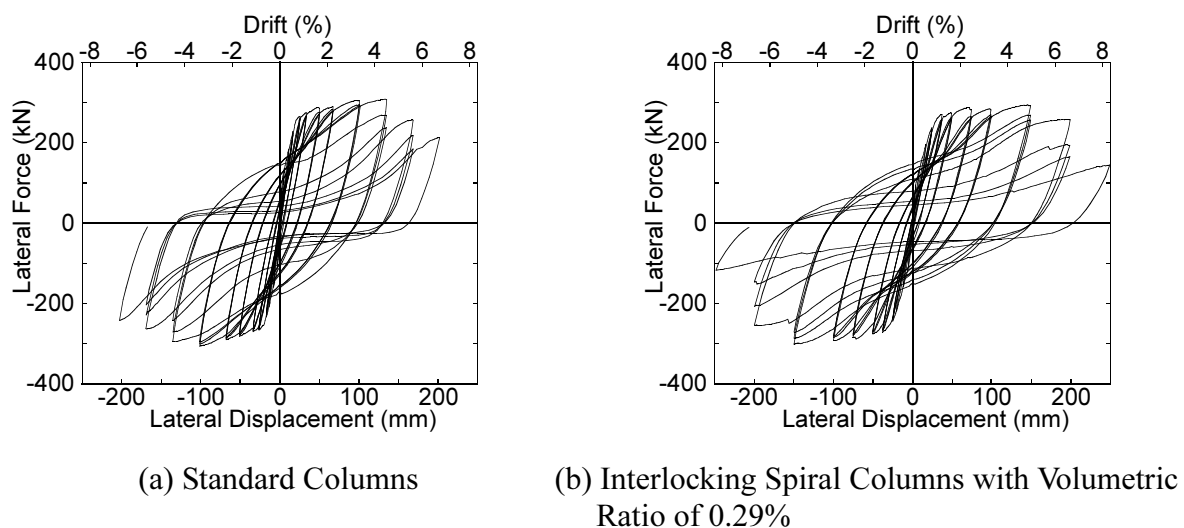 Drift (%)
-8 -6 -4 -2 0 2 4 6 8
400
200
0
-200
-400
Lateral Force (kN)
-200 -100 0 100 200
Lateral Displacement (mm)
(a) Standard Columns
Drift (%)
-8 -6 -4 -2 0 2 4 6 8
400
200
0
-200
-400
Lateral Force (kN)
-200 -100 0 100 200
Lateral Displacement (mm)
(b) Interlocking Spiral Columns with Volumetric
Ratio of 0.29%